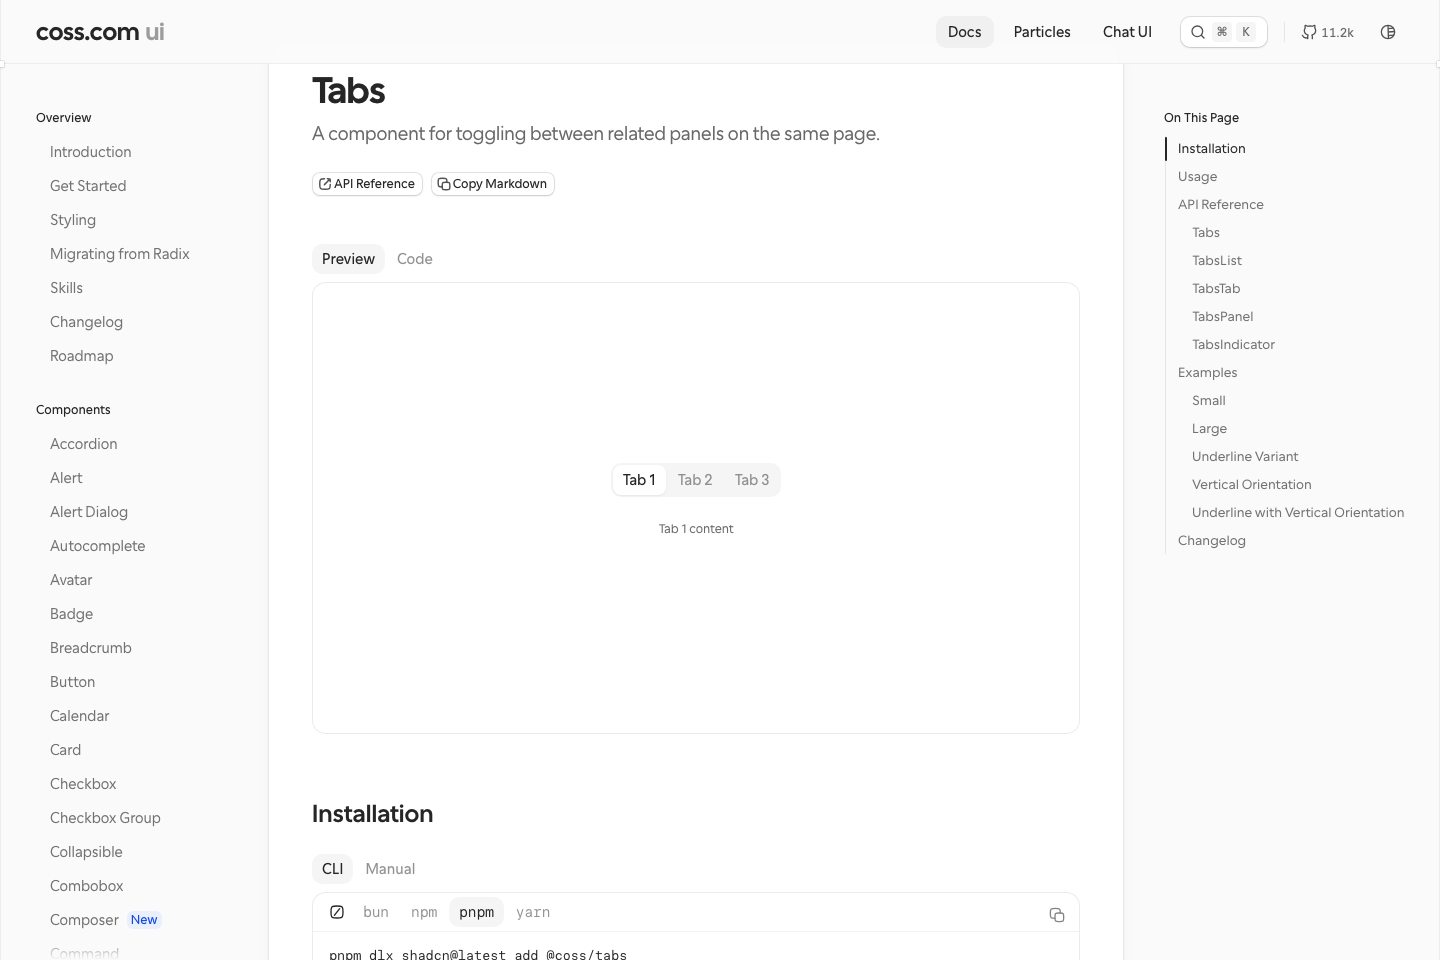 coss.com ui
Docs
Particles
Chat UI
⌘ K
11.2k
Overview
Introduction
Get Started
Styling
Migrating from Radix
Skills
Changelog
Roadmap
Components
Accordion
Alert
Alert Dialog
Autocomplete
Avatar
Badge
Breadcrumb
Button
Calendar
Card
Checkbox
Checkbox Group
Collapsible
Combobox
Composer New
Command
Tabs
A component for toggling between related panels on the same page.
API Reference
Copy Markdown
Preview
Code
Tab 1
Tab 2
Tab 3
Tab 1 content
Installation
CLI
Manual
bun
npm
pnpm
yarn
pnpm dlx shadcn@latest add @coss/tabs
On This Page
Installation
Usage
API Reference
Tabs
TabsList
TabsTab
TabsPanel
TabsIndicator
Examples
Small
Large
Underline Variant
Vertical Orientation
Underline with Vertical Orientation
Changelog